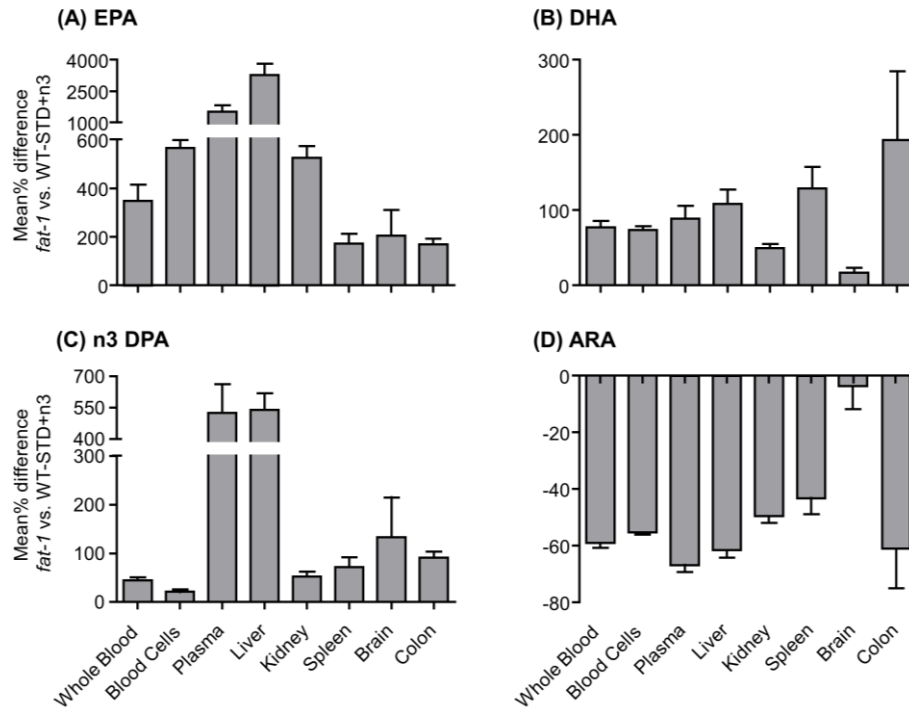 (A) EPA
Mean% difference
fat-1 vs. WT-STD+n3
4000
2500
1000
600
400
200
0
(B) DHA
300
200
100
0
(C) n3 DPA
Mean% difference
fat-1 vs. WT-STD+n3
700
550
400
300
200
100
0
Whole Blood
Blood Cells
Plasma
Liver
Kidney
Spleen
Brain
Colon
(D) ARA
0
-20
-40
-60
-80
Whole Blood
Blood Cells
Plasma
Liver
Kidney
Spleen
Brain
Colon